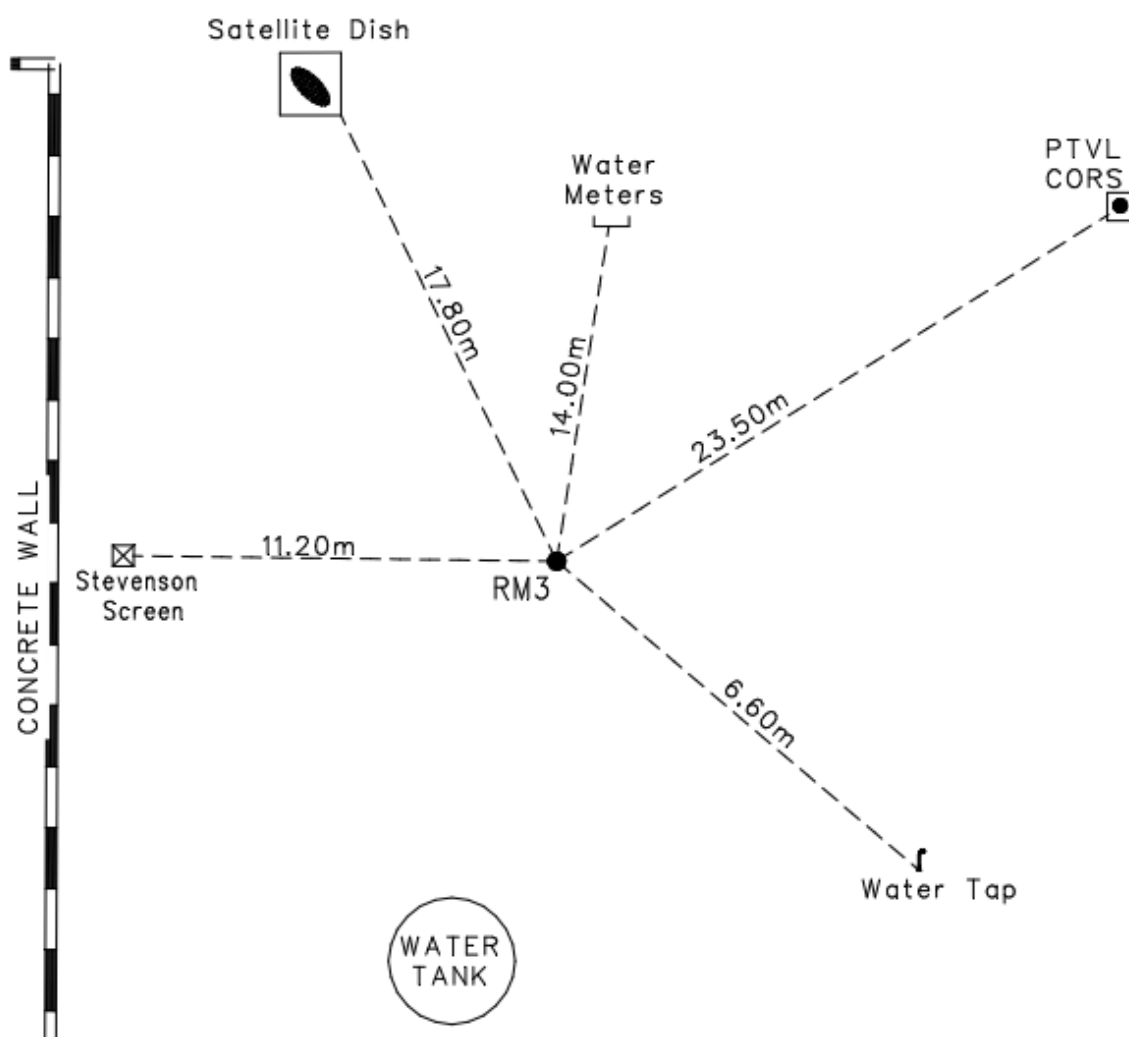 Satellite Dish
PTVL
CORS
Water
Meters
17.80m
14.00m
23.50m
CONCRETE WALL
11.20m
Stevenson
Screen
RM3
6.60m
Water Tap
WATER
TANK